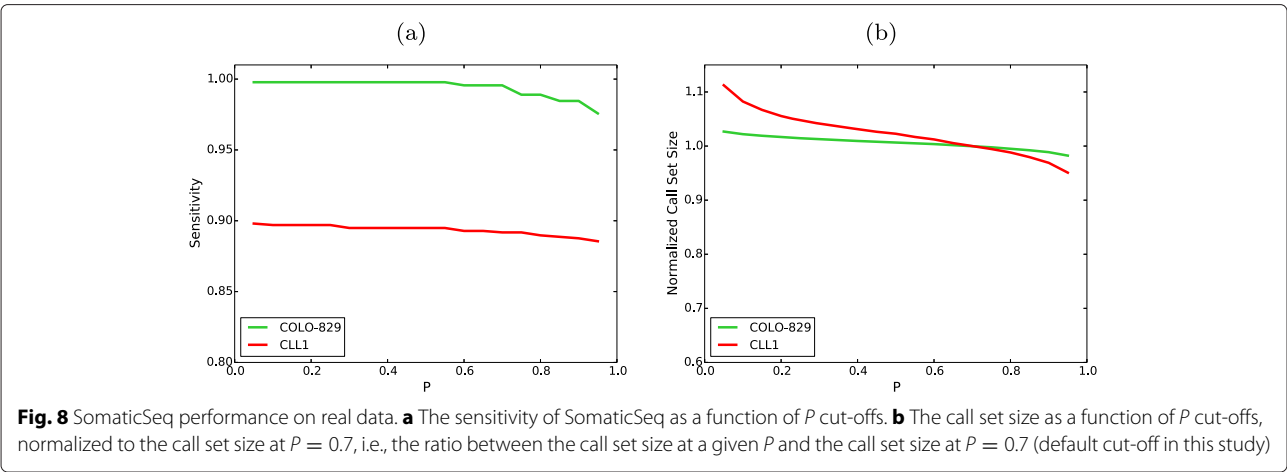 (a)
1.00
0.95
0.90
0.85
0.80
Sensitivity
COLO-829
CLL1
0.0 0.2 0.4 0.6 0.8 1.0
P
(b)
1.1
1.0
0.9
0.8
0.7
0.6
Normalized Call Set Size
COLO-829
CLL1
0.0 0.2 0.4 0.6 0.8 1.0
P
Fig. 8 SomaticSeq performance on real data. a The sensitivity of SomaticSeq as a function of P cut-offs. b The call set size as a function of P cut-offs,
normalized to the call set size at P = 0.7, i.e., the ratio between the call set size at a given P and the call set size at P = 0.7 (default cut-off in this study)